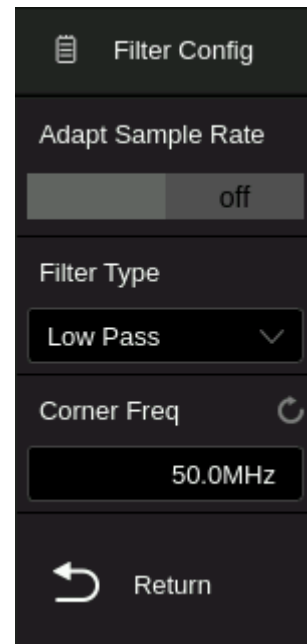 Filter Config
Adapt Sample Rate
off
Filter Type
Low Pass
Corner Freq
50.0MHz
Return